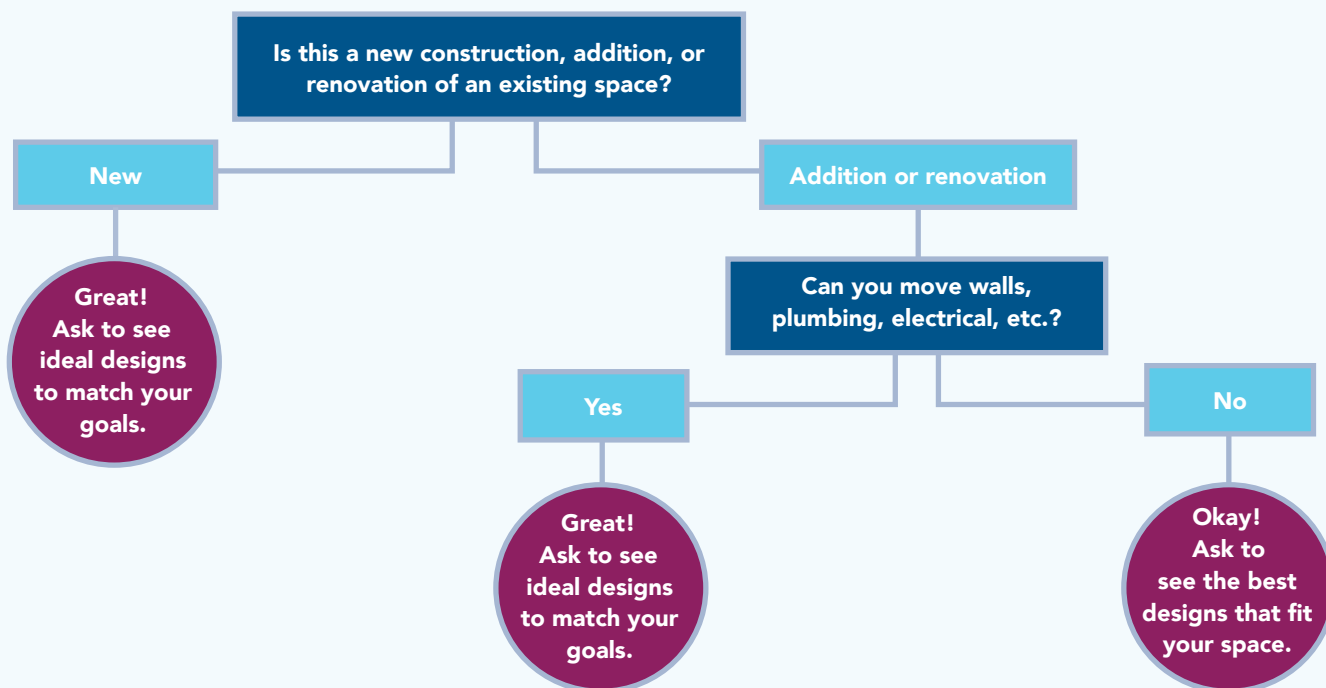 Is this a new construction, addition, or
renovation of an existing space?
New
Addition or renovation
Great!
Ask to see
ideal designs
to match your
goals.
Can you move walls,
plumbing, electrical, etc.?
Yes
No
Great!
Ask to see
ideal designs
to match your
goals.
Okay!
Ask to
see the best
designs that fit
your space.